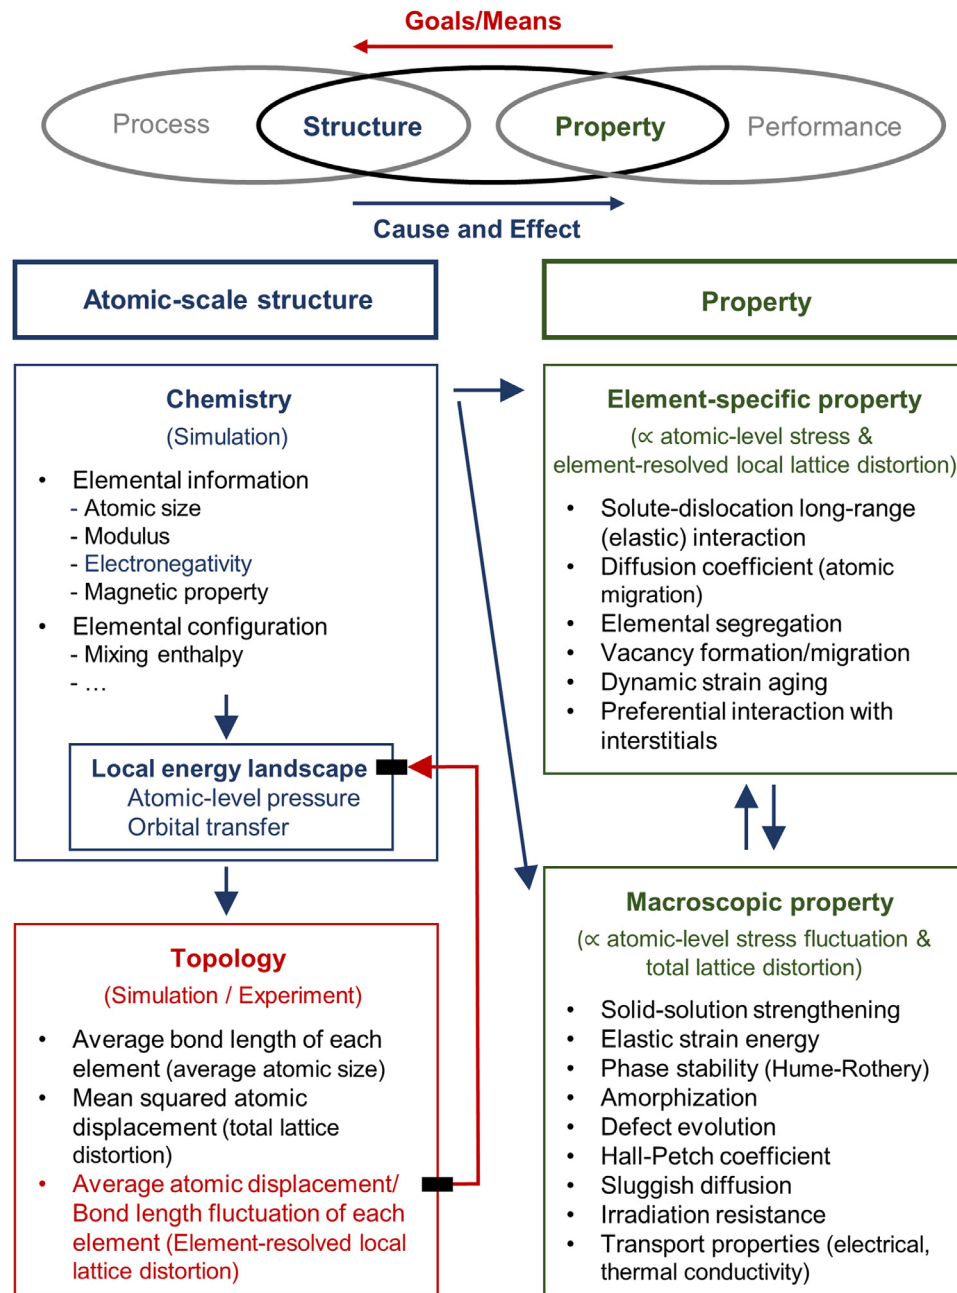 Goals/Means
Process
Structure
Property
Performance
Cause and Effect
Atomic-scale structure
Chemistry
(Simulation)
• Elemental information
- Atomic size
- Modulus
- Electronegativity
- Magnetic property
• Elemental configuration
- Mixing enthalpy
- ...
Local energy landscape
Atomic-level pressure
Orbital transfer
Topology
(Simulation / Experiment)
• Average bond length of each
element (average atomic size)
• Mean squared atomic
displacement (total lattice
distortion)
• Average atomic displacement/
Bond length fluctuation of each
element (Element-resolved local
lattice distortion)
Property
Element-specific property
(∝ atomic-level stress &
element-resolved local lattice distortion)
• Solute-dislocation long-range
(elastic) interaction
• Diffusion coefficient (atomic
migration)
• Elemental segregation
• Vacancy formation/migration
• Dynamic strain aging
• Preferential interaction with
interstitials
Macroscopic property
(∝ atomic-level stress fluctuation &
total lattice distortion)
• Solid-solution strengthening
• Elastic strain energy
• Phase stability (Hume-Rothery)
• Amorphization
• Defect evolution
• Hall-Petch coefficient
• Sluggish diffusion
• Irradiation resistance
• Transport properties (electrical,
thermal conductivity)